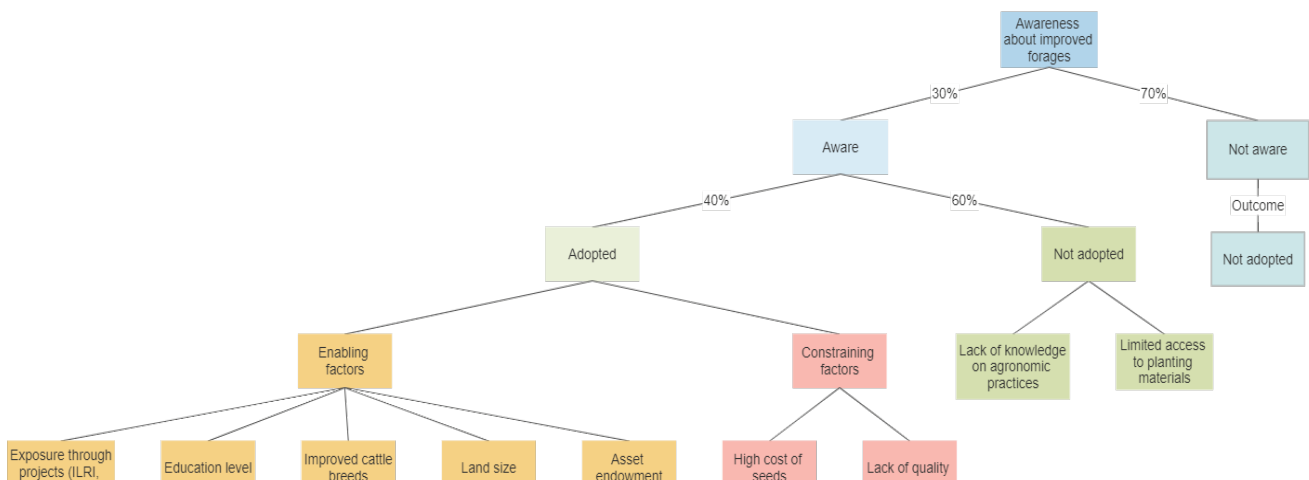 Awareness
about improved
forages
30%
70%
Aware
Not aware
40%
60%
Outcome
Adopted
Not adopted
Not adopted
Enabling
factors
Constraining
factors
Lack of knowledge
on agronomic
practices
Limited access
to planting
materials
Exposure through
projects (ILRI,
Education level
Improved cattle
breeds
Land size
Asset
endowment
High cost of
seeds
Lack of quality